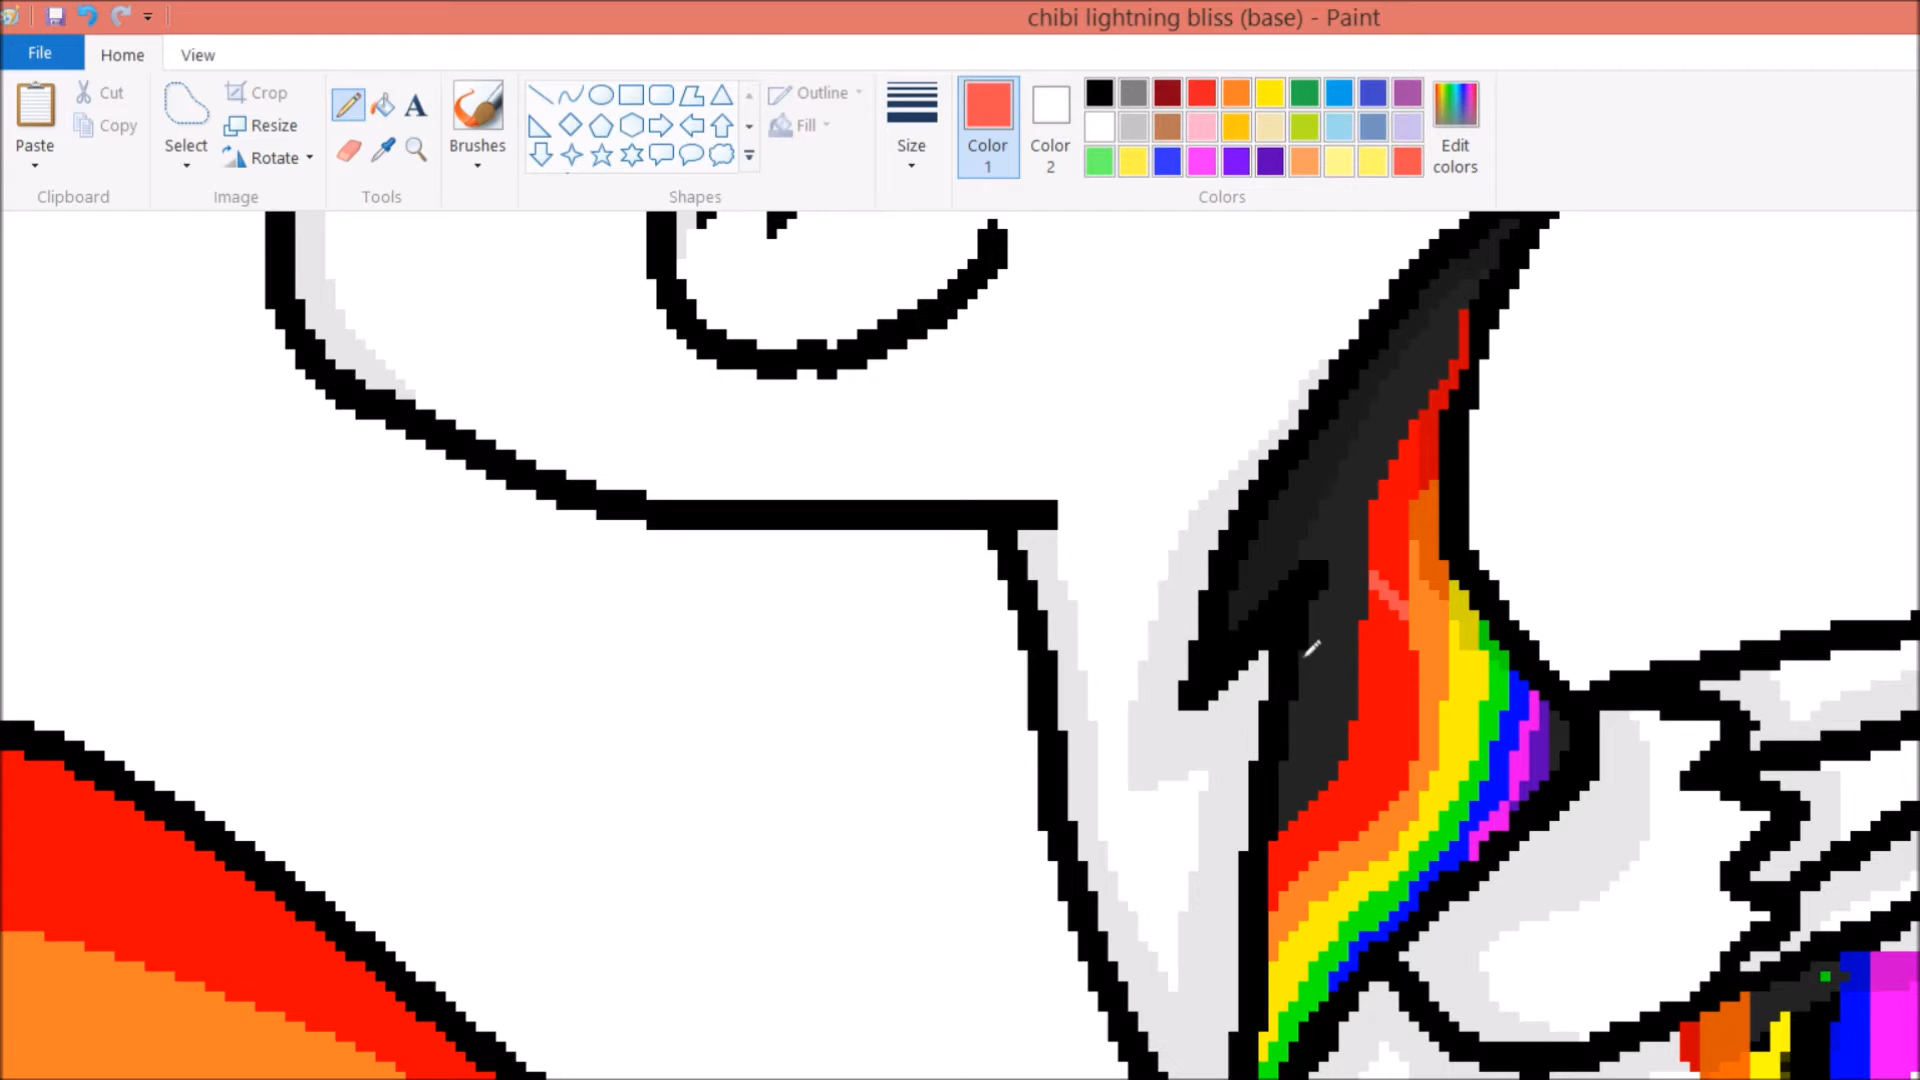 chibi lightning bliss (base) - Paint
File Home View
Paste
Cut
Copy
Clipboard
Select
Crop
Resize
Rotate
Image
A
Tools
Brushes
Shapes
Outline
Fill
Size
Color 1
Color 2
Edit colors
Colors